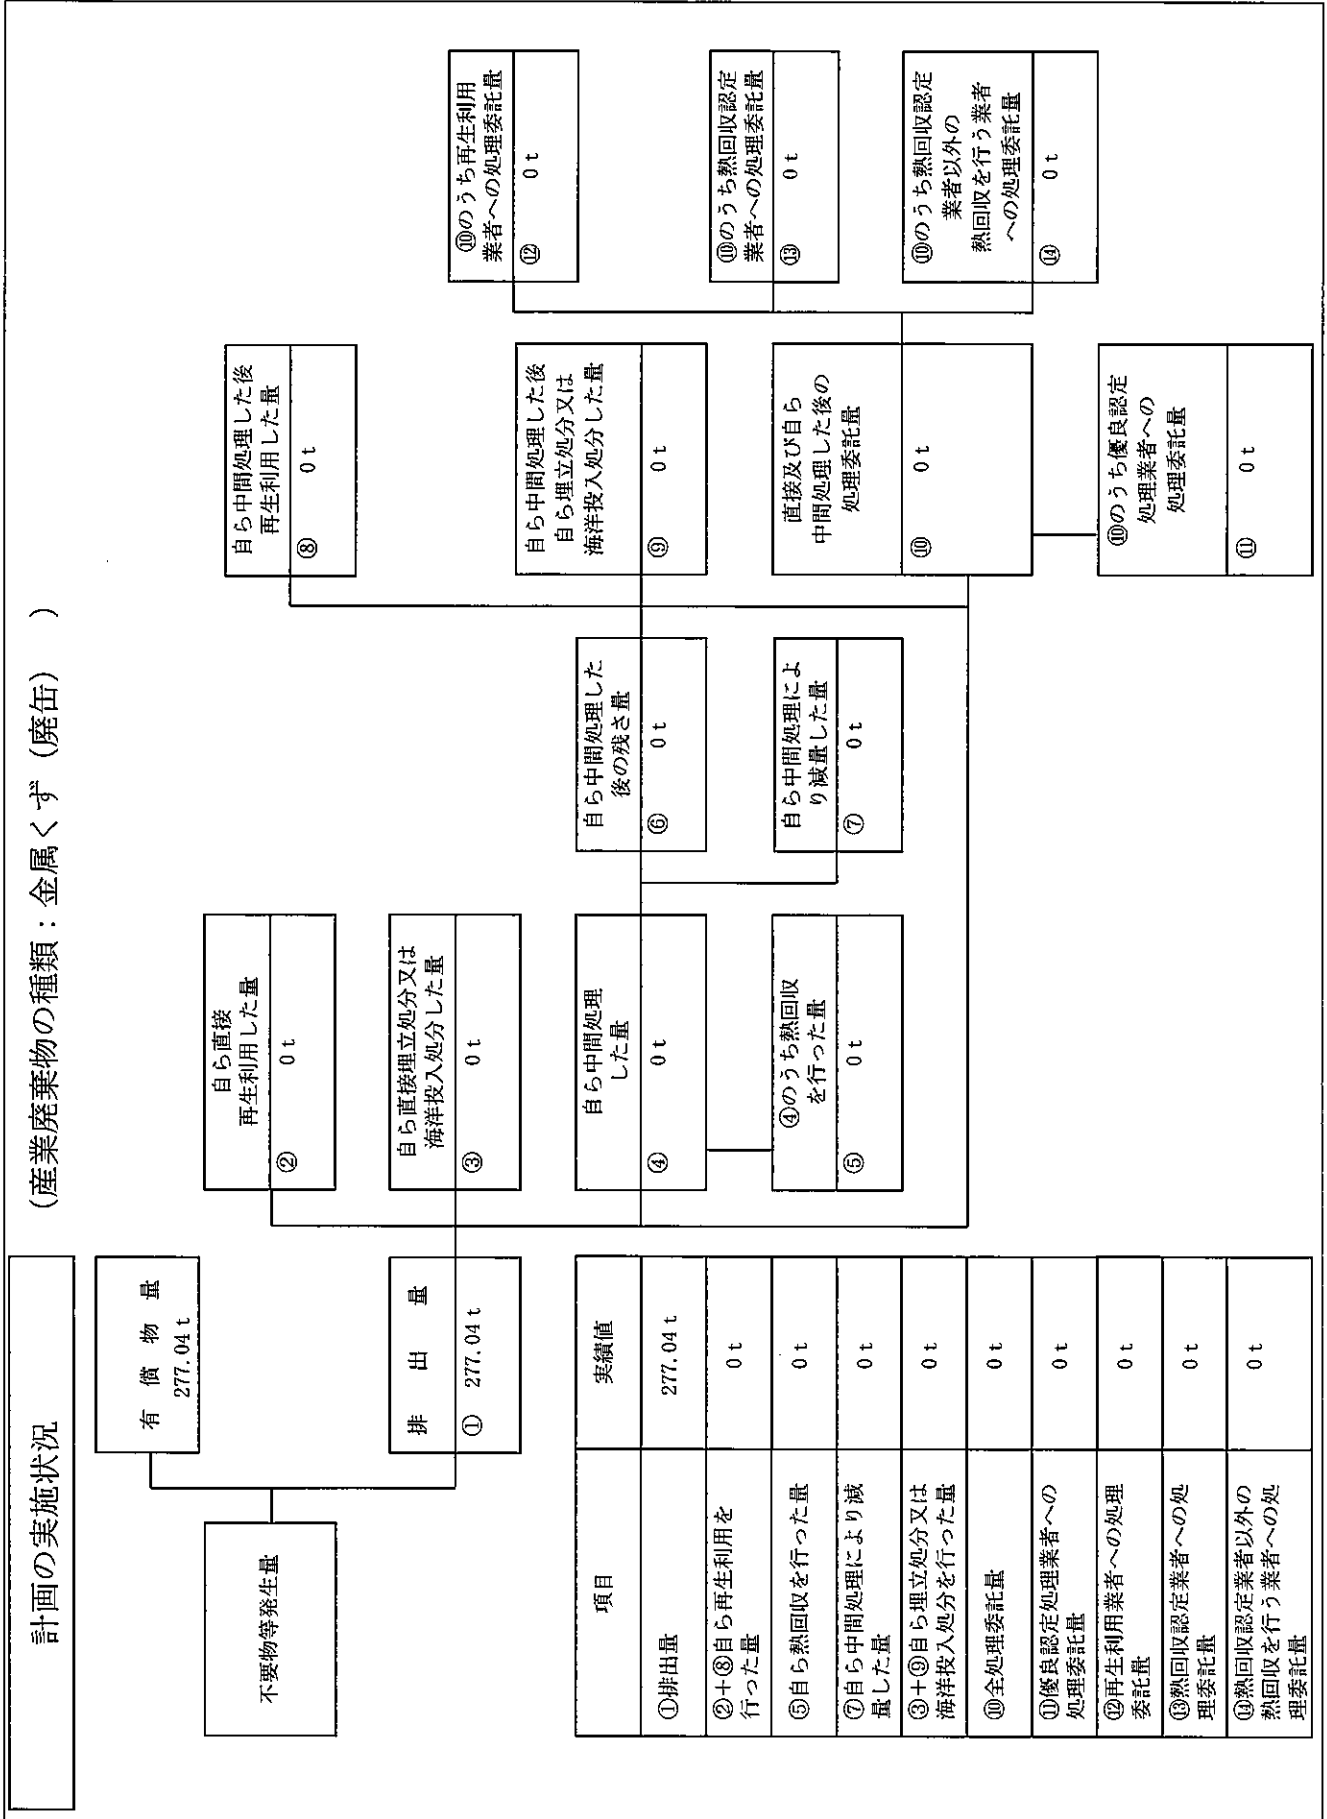 計画の実施状況
(産業廃棄物の種類：金属くず（廃缶） )
不要物等発生量
有 償 物 量
277.04 t
排 出 量
① 277.04 t
自ら直接
再生利用した量
② 0 t
自ら直接埋立処分又は
海洋投入処分した量
③ 0 t
自ら中間処理
した量
④ 0 t
④のうち熱回収
を行った量
⑤ 0 t
自ら中間処理した
後の残さ量
⑥ 0 t
自ら中間処理によ
り減量した量
⑦ 0 t
自ら中間処理した後
再生利用した量
⑧ 0 t
自ら中間処理した後
自ら埋立処分又は
海洋投入処分した量
⑨ 0 t
直接及び自ら
中間処理した後の
処理委託量
⑩ 0 t
⑩のうち優良認定
処理業者への
処理委託量
⑪ 0 t
⑩のうち再生利用
業者への処理委託量
⑫ 0 t
⑩のうち熱回収認定
業者への処理委託量
⑬ 0 t
⑩のうち熱回収認定
業者以外の
熱回収を行う業者
への処理委託量
⑭ 0 t
項目 実績値
①排出量 277.04 t
②+⑧自ら再生利用を
行った量 0 t
⑤自ら熱回収を行った量 0 t
⑦自ら中間処理により減
量した量 0 t
③+⑨自ら埋立処分又は
海洋投入処分を行った量 0 t
⑩全処理委託量 0 t
⑪優良認定処理業者への
処理委託量 0 t
⑫再生利用業者への処理
委託量 0 t
⑬熱回収認定業者への処
理委託量 0 t
⑭熱回収認定業者以外の
熱回収を行う業者への処
理委託量 0 t